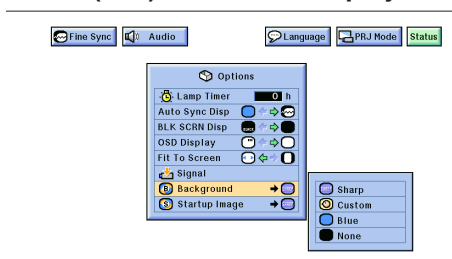 Fine Sync Audio Language PRJ Mode Status
Options
Lamp Timer 0 h
Auto Sync Disp
BLK SCRN Disp
OSD Display
Fit To Screen
Signal
Background
Startup Image
Sharp
Custom
Blue
None